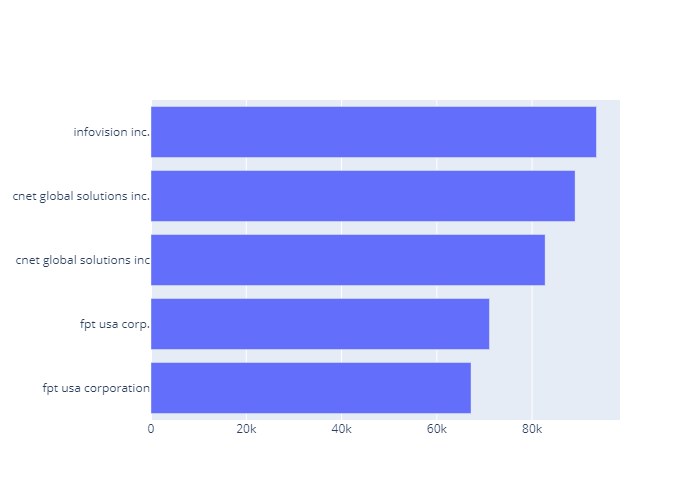 infovision inc.
cnet global solutions inc.
cnet global solutions inc
fpt usa corp.
fpt usa corporation
0 20k 40k 60k 80k